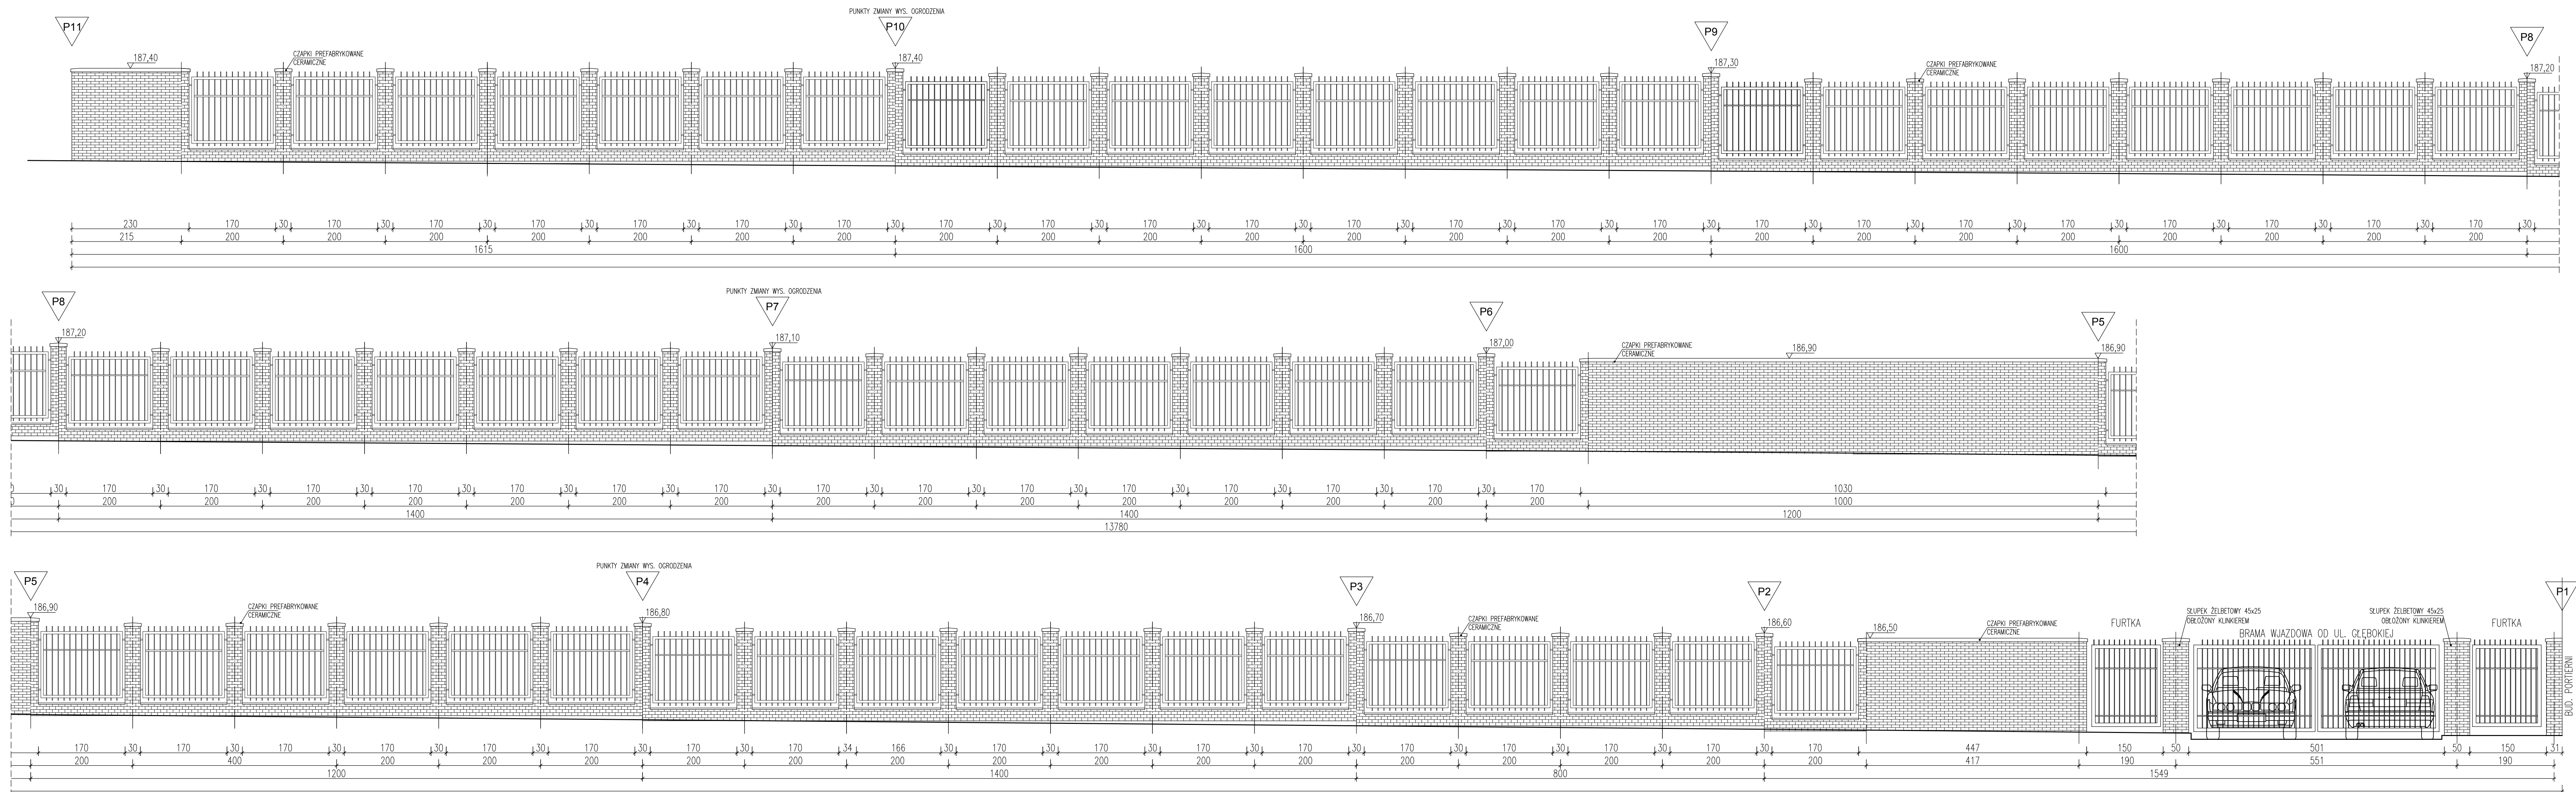 PUNKTY ZMIANY WYS. OGRODZENIA
P11 P10 P9 P8
187,40 CZAPKI PREFABRYKOWANE 187,40 187,30 CZAPKI PREFABRYKOWANE 187,20
CERAMICZNE CERAMICZNE
230 170 30 170 30 170 30 170 30 170 30 170 30 170 30 170 30 170 30 170 30 170 30 170 30 170 30 170 30 170 30 170 30 170 30 170 30 170 30 170 30 170 30 170 30 170 30
215 200 200 200 200 200 200 200 200 200 200 200 200 200 200 200 200 200 200 200 200 200 200 200
1615 1600 1600
PUNKTY ZMIANY WYS. OGRODZENIA
P8 P7 P6 P5
187,20 187,10 187,00 CZAPKI PREFABRYKOWANE 186,90 186,90
CERAMICZNE
30 170 30 170 30 170 30 170 30 170 30 170 30 170 30 170 30 170 30 170 30 170 30 170 30 170 30 170 30 170 1030
200 200 200 200 200 200 200 200 200 200 200 200 200 200 200 1000
1400 1400 1200
13780
PUNKTY ZMIANY WYS. OGRODZENIA
P5 P4 P3 P2 P1
186,90 CZAPKI PREFABRYKOWANE 186,80 186,70 CZAPKI PREFABRYKOWANE 186,60 186,50 CZAPKI PREFABRYKOWANE
CERAMICZNE CERAMICZNE CERAMICZNE
FURTKA
SŁUPEK ŻELBETOWY 45x25
OBŁOŻONY KLINKIEREM
BRAMA WJAZDOWA OD UL. GŁĘBOKIEJ
SŁUPEK ŻELBETOWY 45x25
OBŁOŻONY KLINKIEREM
FURTKA
BUD. PORTIERNI
170 30 170 30 170 30 170 30 170 30 170 30 170 30 170 34 166 30 170 30 170 30 170 30 170 30 170 30 170 30 170 30 170 30 170 447 150 50 501 50 150 31
200 400 200 200 200 200 200 200 200 200 200 200 200 200 200 200 200 417 190 551 190
1200 1400 800 1549